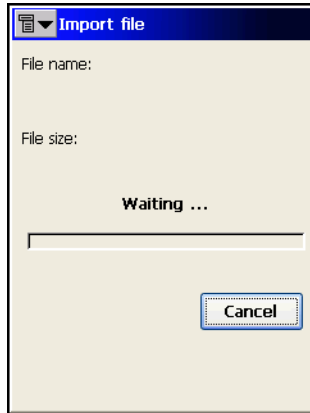 Import file
File name:
File size:
Waiting ...
Cancel